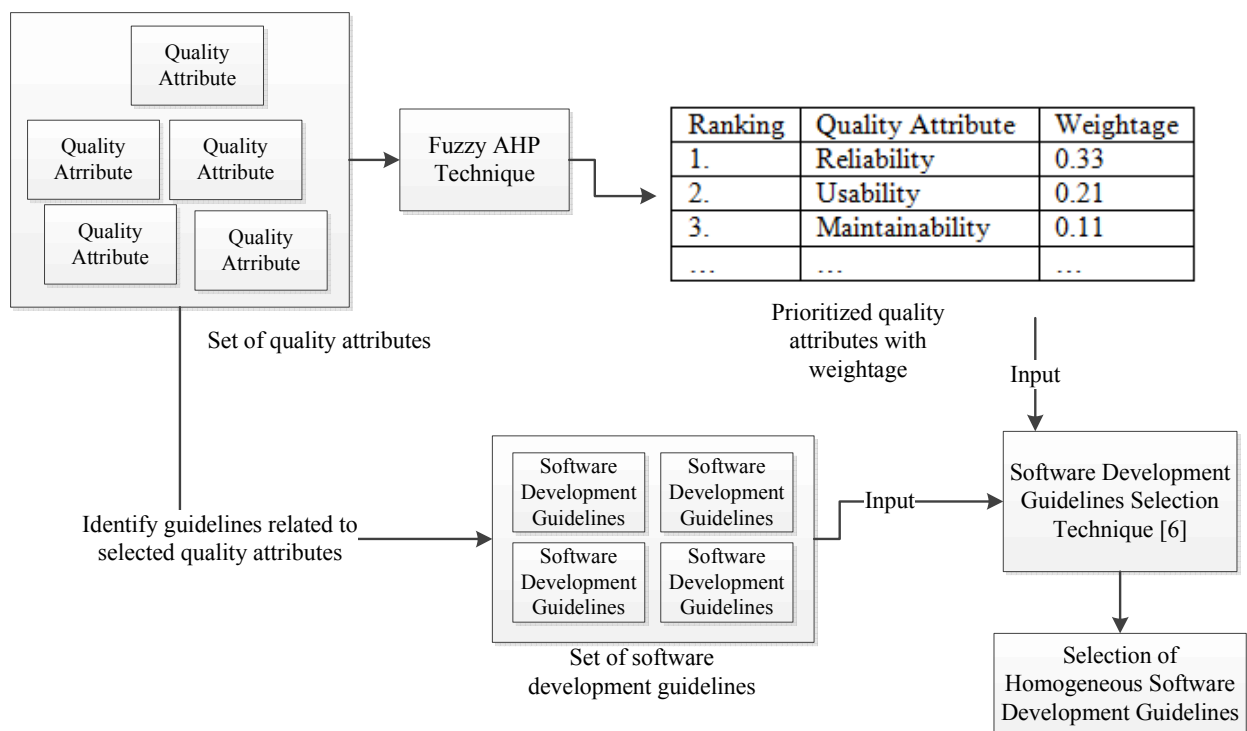 Quality
Attribute
Quality
Atrribute
Quality
Attribute
Quality
Attribute
Quality
Atrribute
Set of quality attributes
Fuzzy AHP
Technique
Ranking Quality Attribute Weightage
1. Reliability 0.33
2. Usability 0.21
3. Maintainability 0.11
... ... ...
Prioritized quality
attributes with
weightage
Input
Identify guidelines related to
selected quality attributes
Software
Development
Guidelines
Software
Development
Guidelines
Software
Development
Guidelines
Software
Development
Guidelines
Set of software
development guidelines
Input
Software Development
Guidelines Selection
Technique [6]
Selection of
Homogeneous Software
Development Guidelines